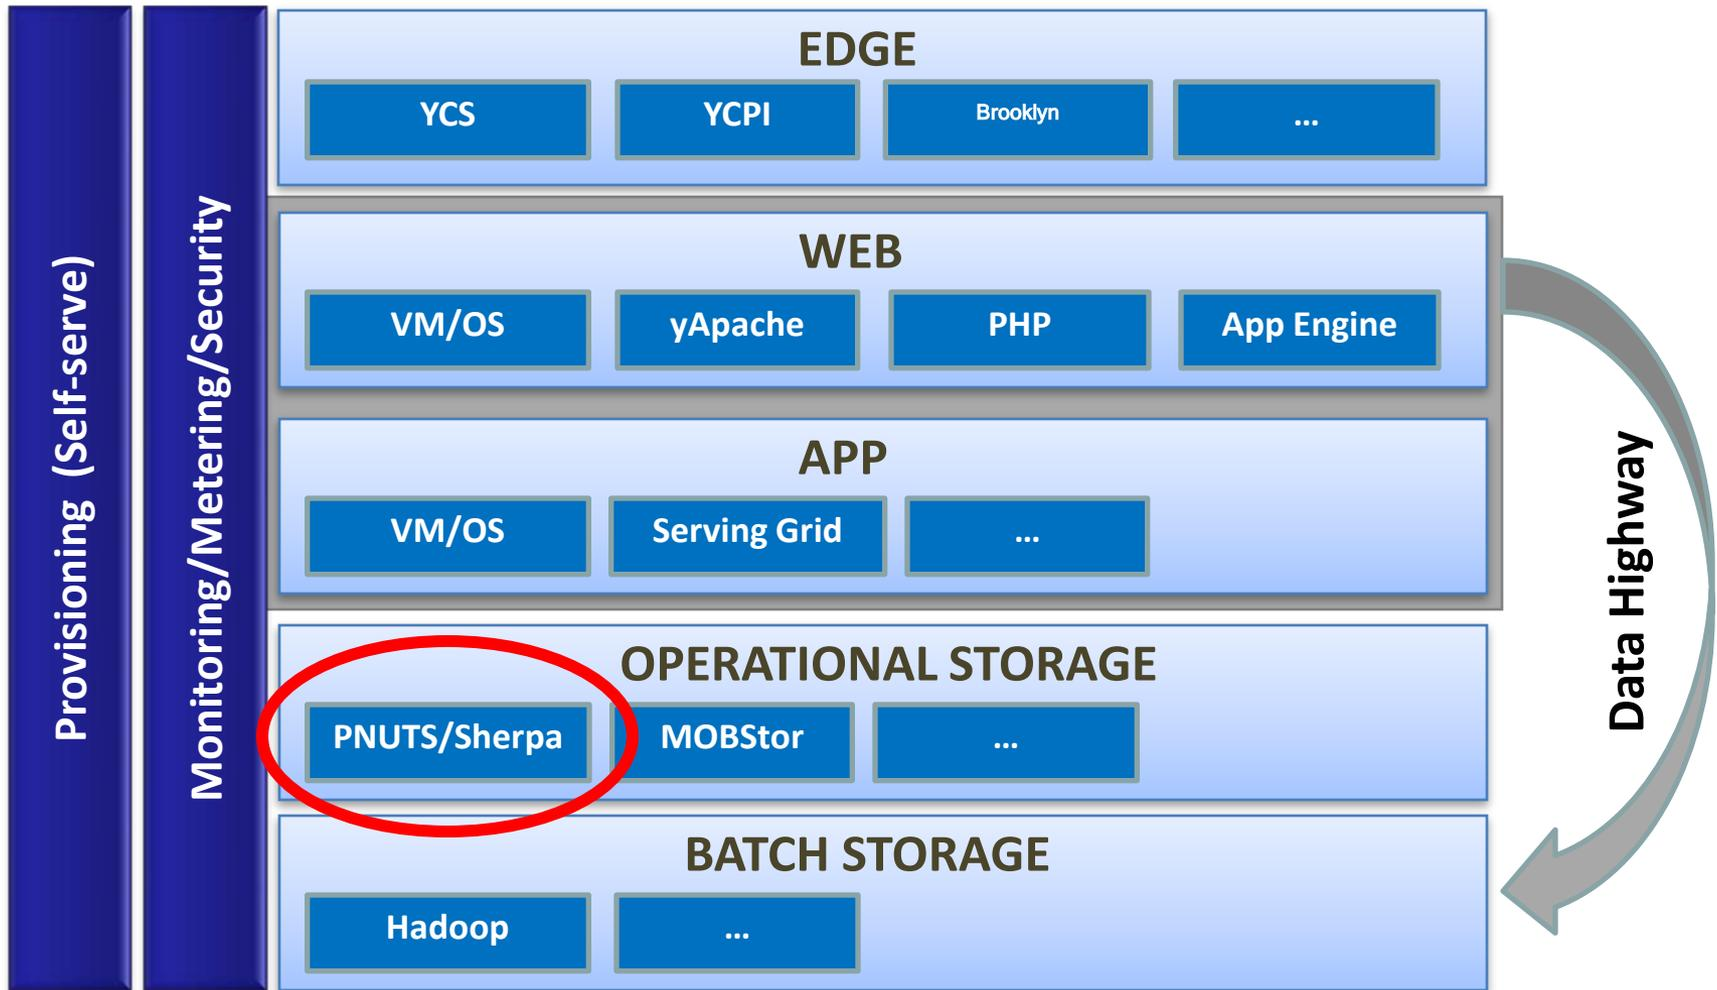 Provisioning (Self-serve)
Monitoring/Metering/Security
EDGE
YCS
YCPI
Brooklyn
...
WEB
VM/OS
yApache
PHP
App Engine
APP
VM/OS
Serving Grid
...
OPERATIONAL STORAGE
PNUTS/Sherpa
MOBStor
...
BATCH STORAGE
Hadoop
...
Data Highway